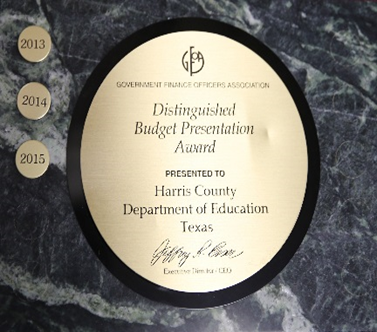 2013
2014
2015
GFOA
GOVERNMENT FINANCE OFFICERS ASSOCIATION
Distinguished
Budget Presentation
Award
PRESENTED TO
Harris County
Department of Education
Texas
Executive Director - CEO